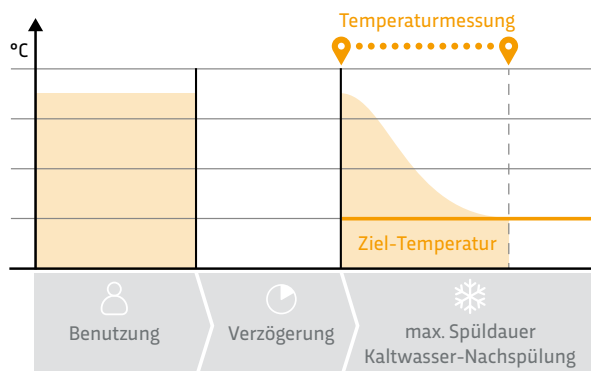 Temperaturmessung
°C
Ziel-Temperatur
Benutzung
Verzögerung
max. Spüldauer
Kaltwasser-Nachspülung